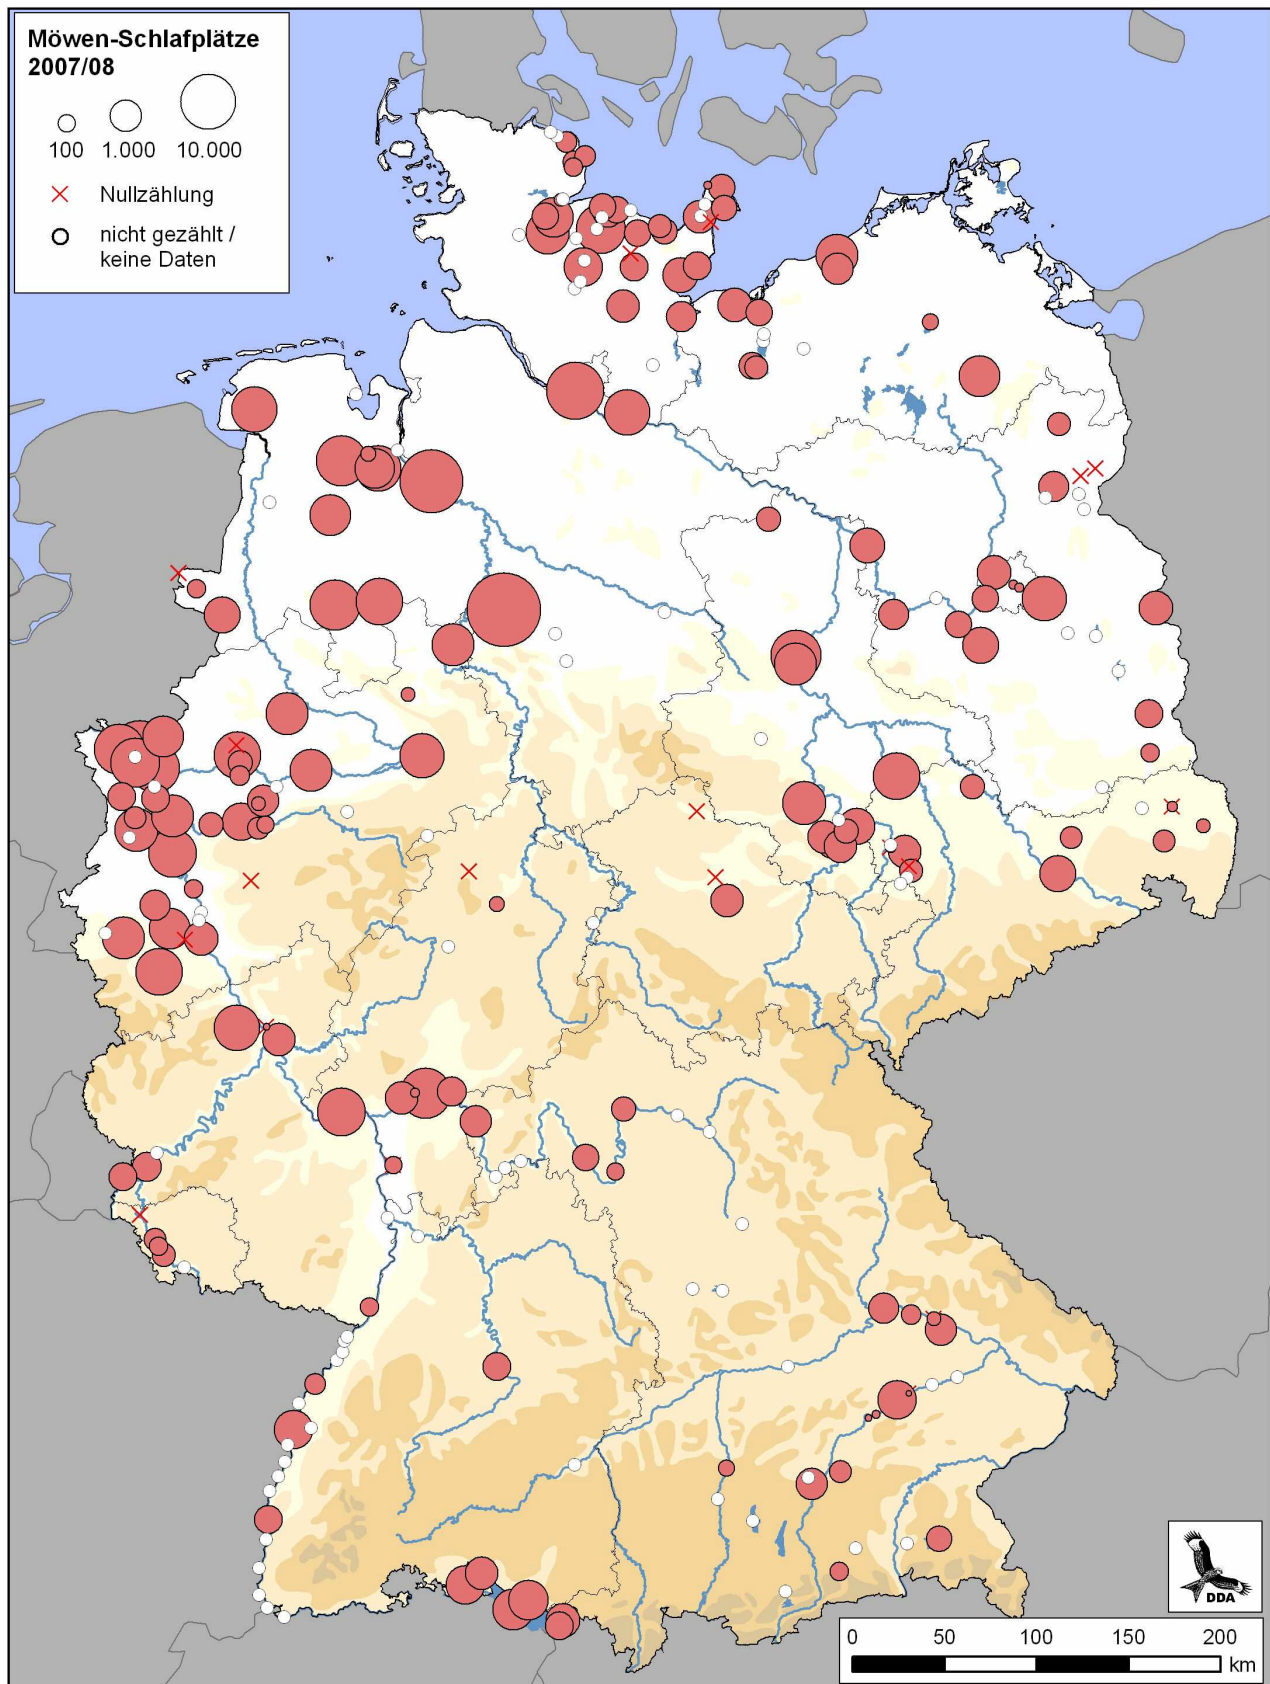 Möwen-Schlafplätze
2007/08
100 1.000 10.000
Nullzählung
nicht gezählt /
keine Daten
DDA
0 50 100 150 200
km